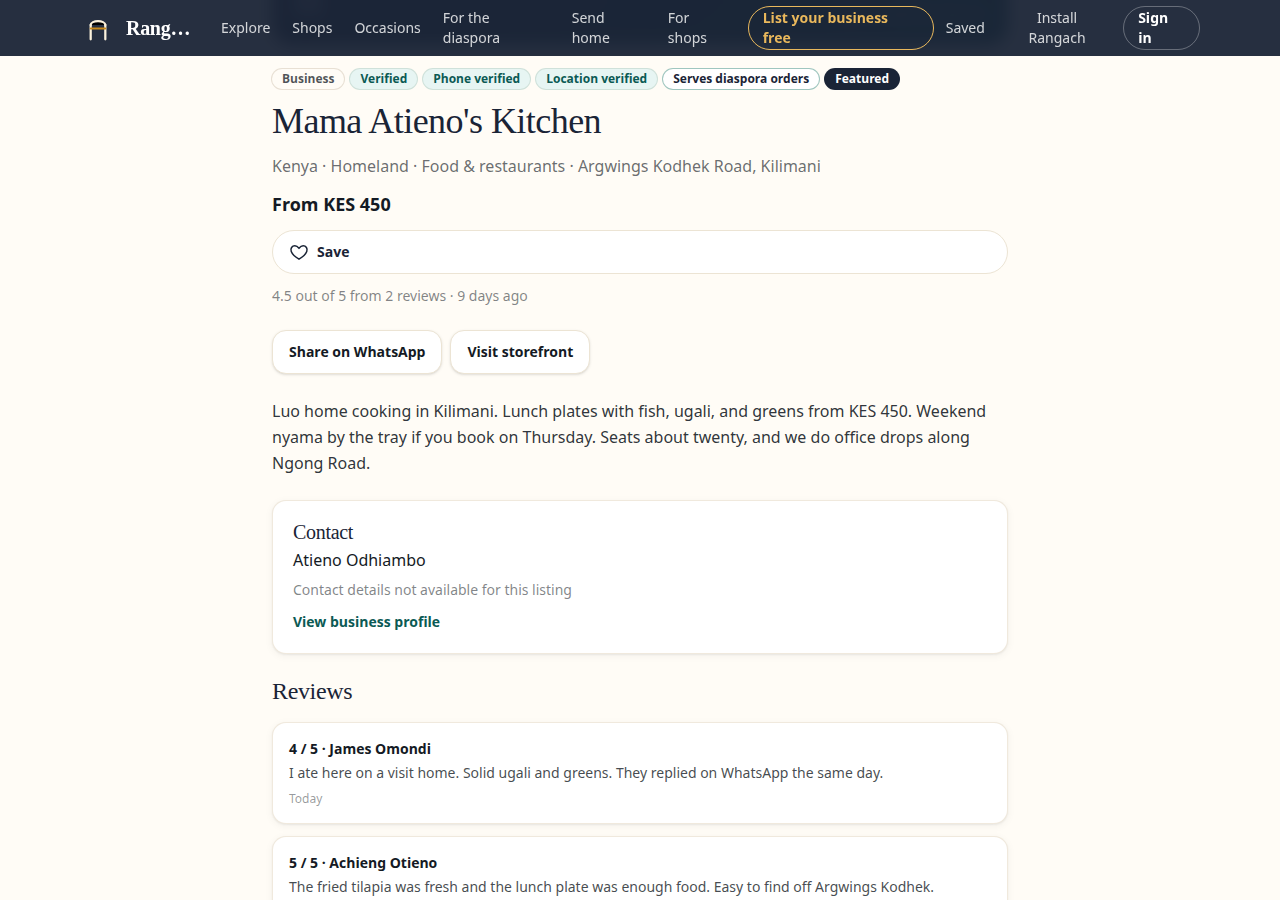 Rang…
Explore
Shops
Occasions
For the
diaspora
Send
home
For
shops
List your business
free
Saved
Install
Rangach
Sign
in
Business
Verified
Phone verified
Location verified
Serves diaspora orders
Featured
Mama Atieno's Kitchen
Kenya · Homeland · Food & restaurants · Argwings Kodhek Road, Kilimani
From KES 450
Save
4.5 out of 5 from 2 reviews · 9 days ago
Share on WhatsApp
Visit storefront
Luo home cooking in Kilimani. Lunch plates with fish, ugali, and greens from KES 450. Weekend
nyama by the tray if you book on Thursday. Seats about twenty, and we do office drops along
Ngong Road.
Contact
Atieno Odhiambo
Contact details not available for this listing
View business profile
Reviews
4 / 5 · James Omondi
I ate here on a visit home. Solid ugali and greens. They replied on WhatsApp the same day.
Today
5 / 5 · Achieng Otieno
The fried tilapia was fresh and the lunch plate was enough food. Easy to find off Argwings Kodhek.